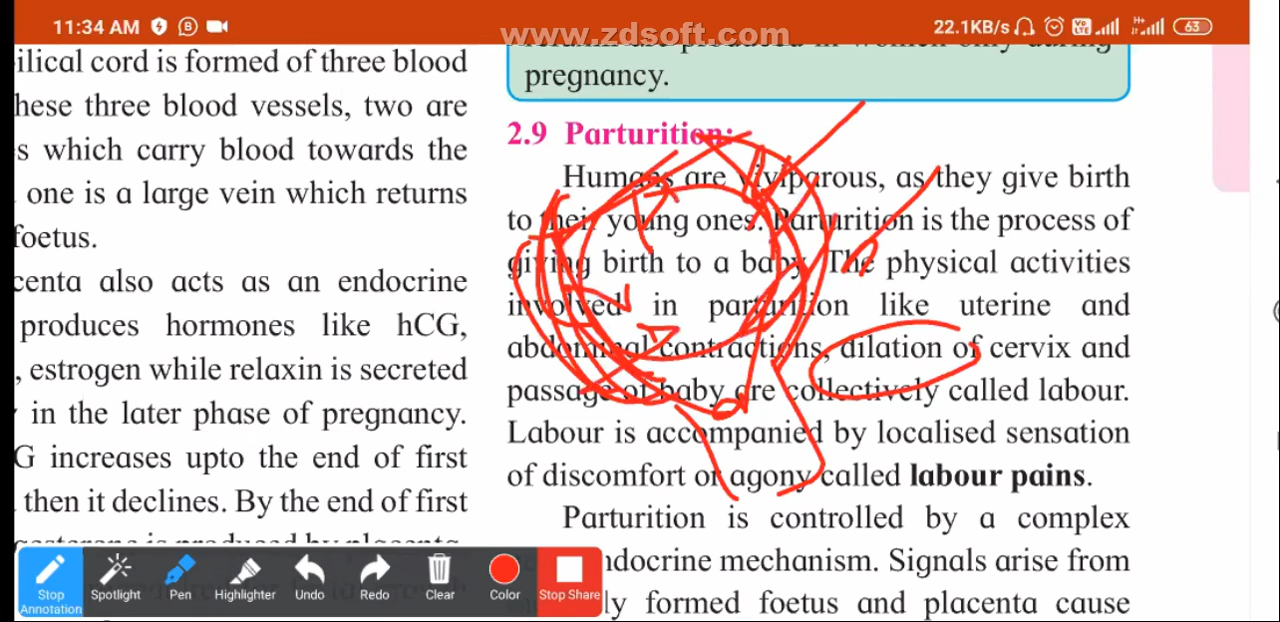 11:34 AM
www.zdsoft.com
22.1KB/s
63
ilical cord is formed of three blood
hese three blood vessels, two are
s which carry blood towards the
one is a large vein which returns
foetus.
centa also acts as an endocrine
produces hormones like hCG,
, estrogen while relaxin is secreted
in the later phase of pregnancy.
G increases upto the end of first
then it declines. By the end of first
pregnancy.
2.9 Parturition:
Humans are viviparous, as they give birth
to their young ones. Parturition is the process of
giving birth to a baby. The physical activities
involved in parturition like uterine and
abdominal contractions, dilation of cervix and
passage of baby are collectively called labour.
Labour is accompanied by localised sensation
of discomfort or agony called labour pains.
Parturition is controlled by a complex
ndocrine mechanism. Signals arise from
ly formed foetus and placenta cause
Stop Annotation
Spotlight
Pen
Highlighter
Undo
Redo
Clear
Color
Stop Share